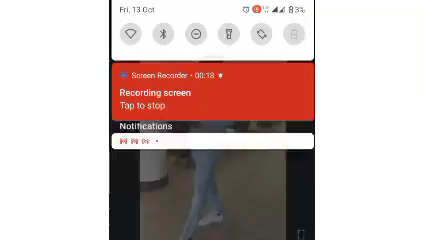 Fri, 13 Oct
3%
Screen Recorder • 00:18
Recording screen
Tap to stop
Notifications